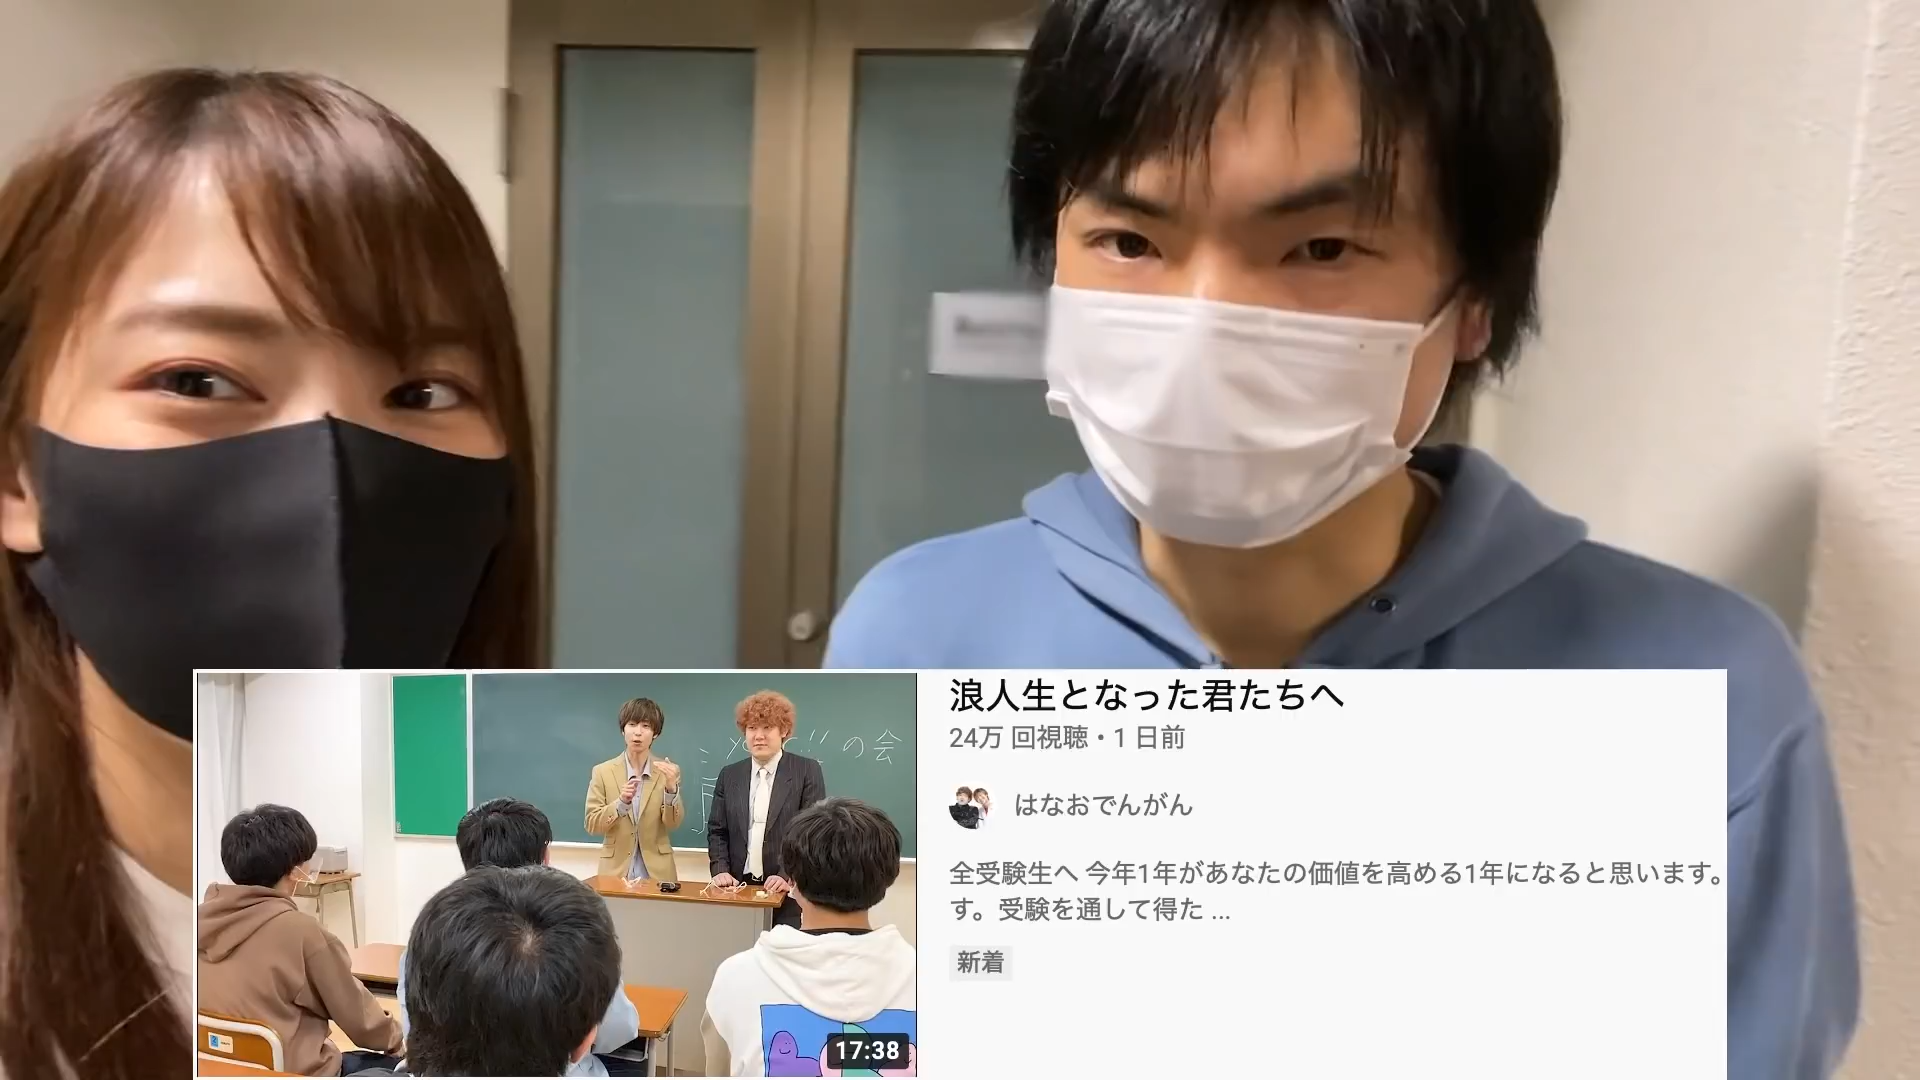 浪人生となった君たちへ
24万 回視聴・1 日前
はなおでんがん
全受験生へ 今年1年があなたの価値を高める1年になると思います。
す。受験を通して得た ...
新着
の会
17:38